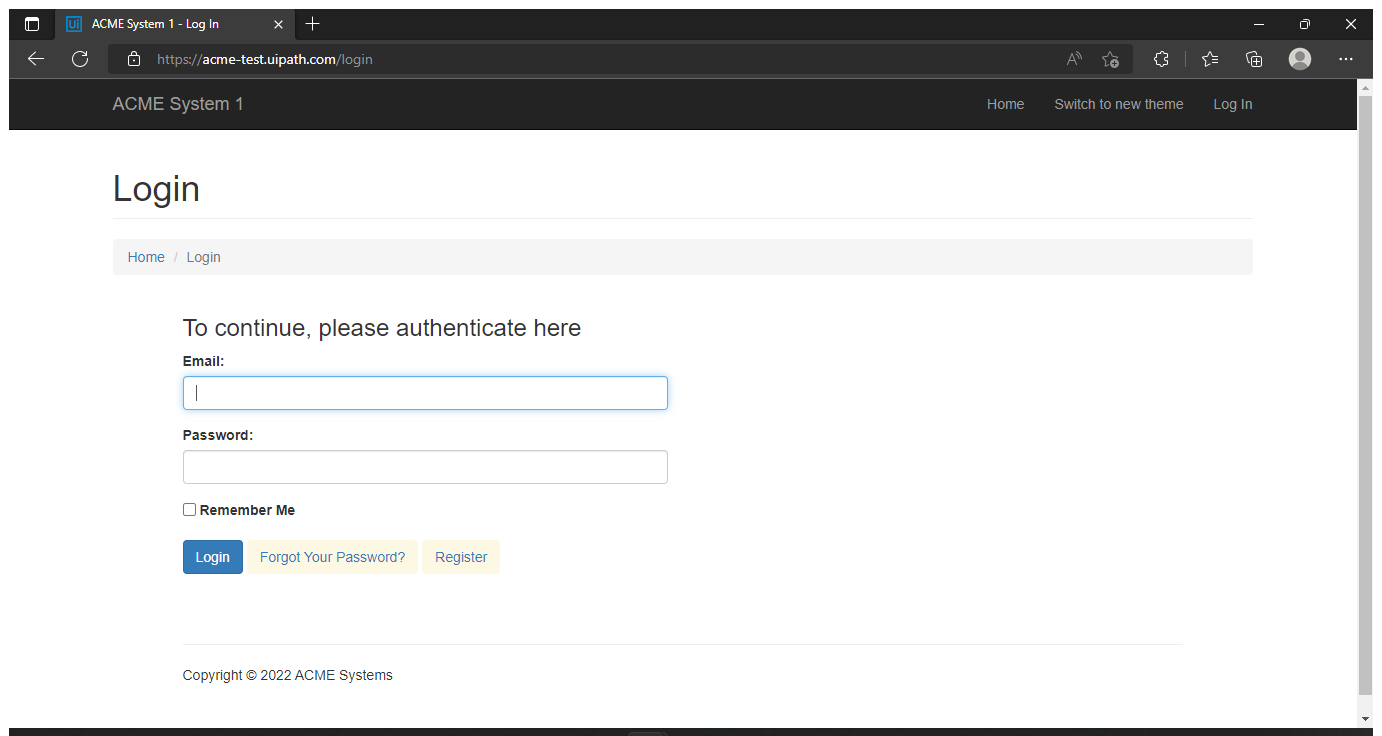 Ui ACME System 1 - Log In
https://acme-test.uipath.com/login
ACME System 1 Home Switch to new theme Log In
Login
Home / Login
To continue, please authenticate here
Email:
Password:
Remember Me
Login Forgot Your Password? Register
Copyright © 2022 ACME Systems